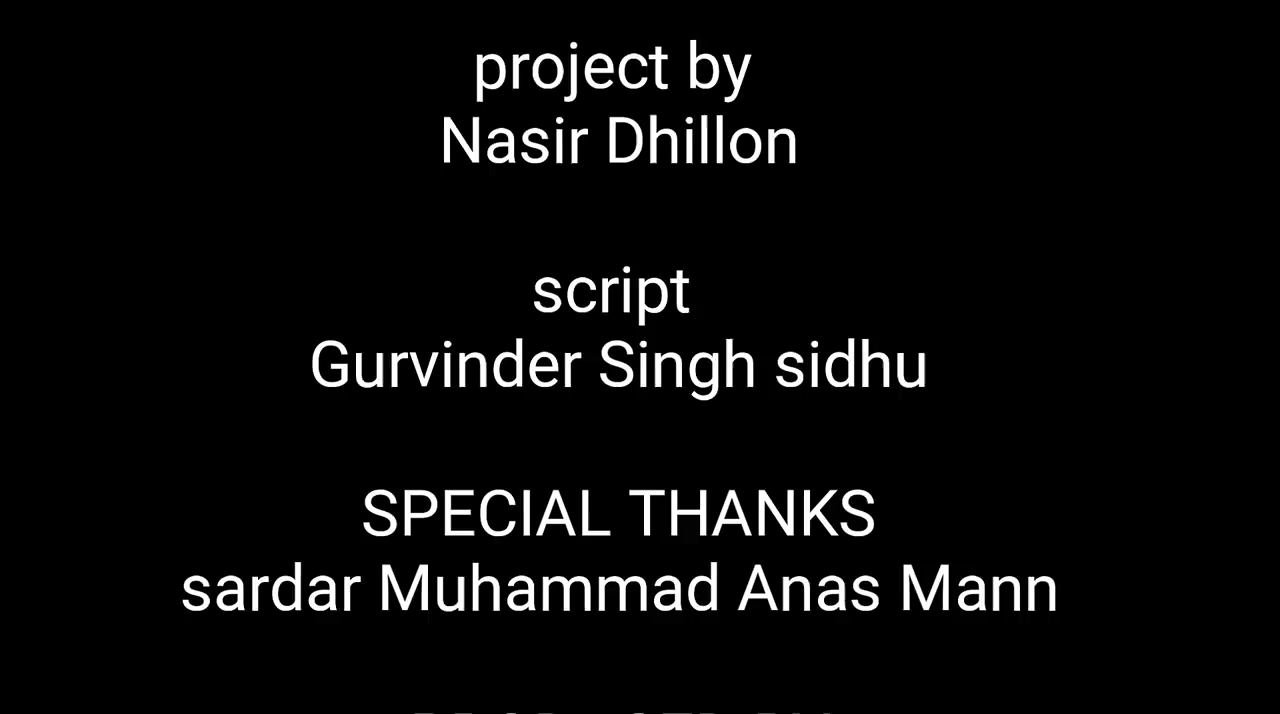 project by
Nasir Dhillon
script
Gurvinder Singh sidhu
SPECIAL THANKS
sardar Muhammad Anas Mann